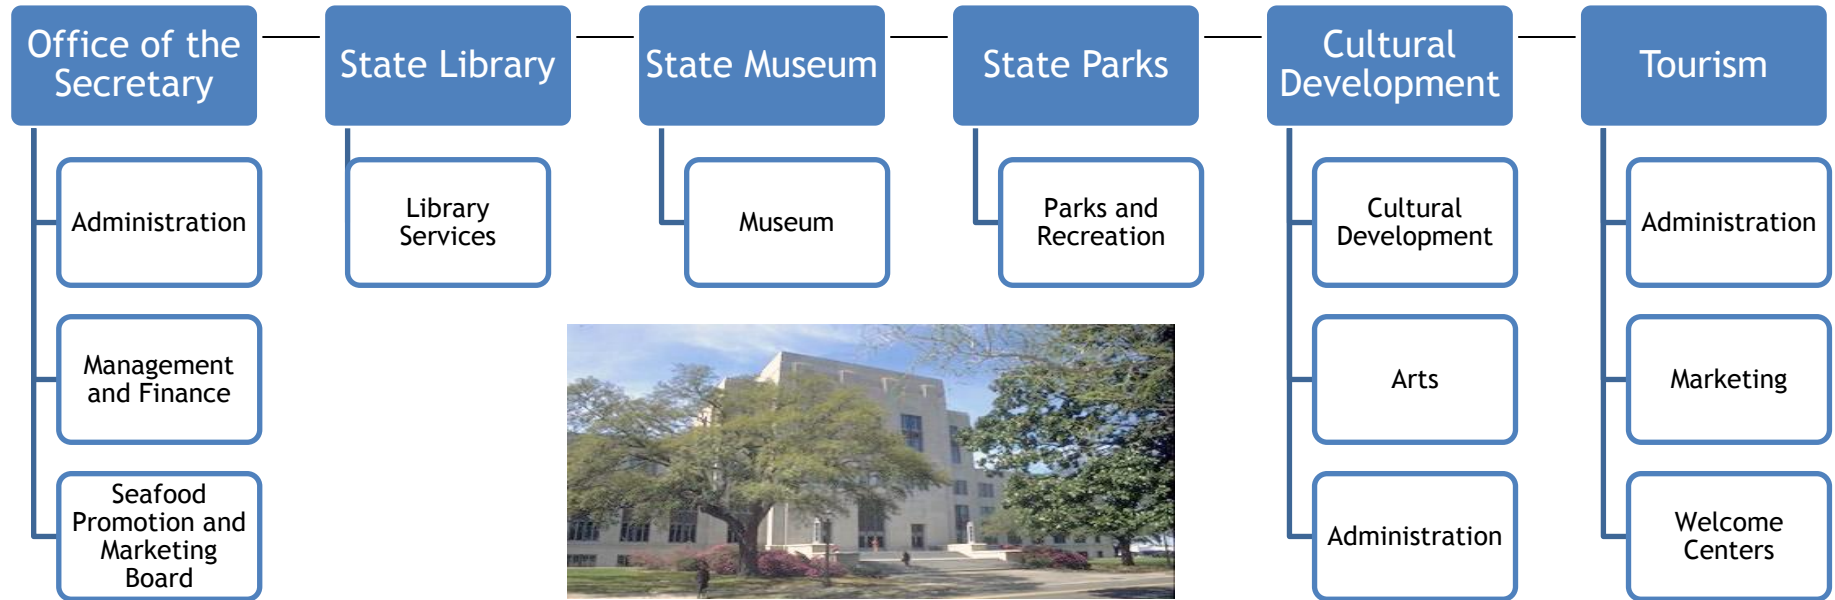 Office of the
Secretary
Administration
Management
and Finance
Seafood
Promotion and
Marketing
Board
State Library
Library
Services
State Museum
Museum
State Parks
Parks and
Recreation
Cultural
Development
Cultural
Development
Arts
Administration
Tourism
Administration
Marketing
Welcome
Centers